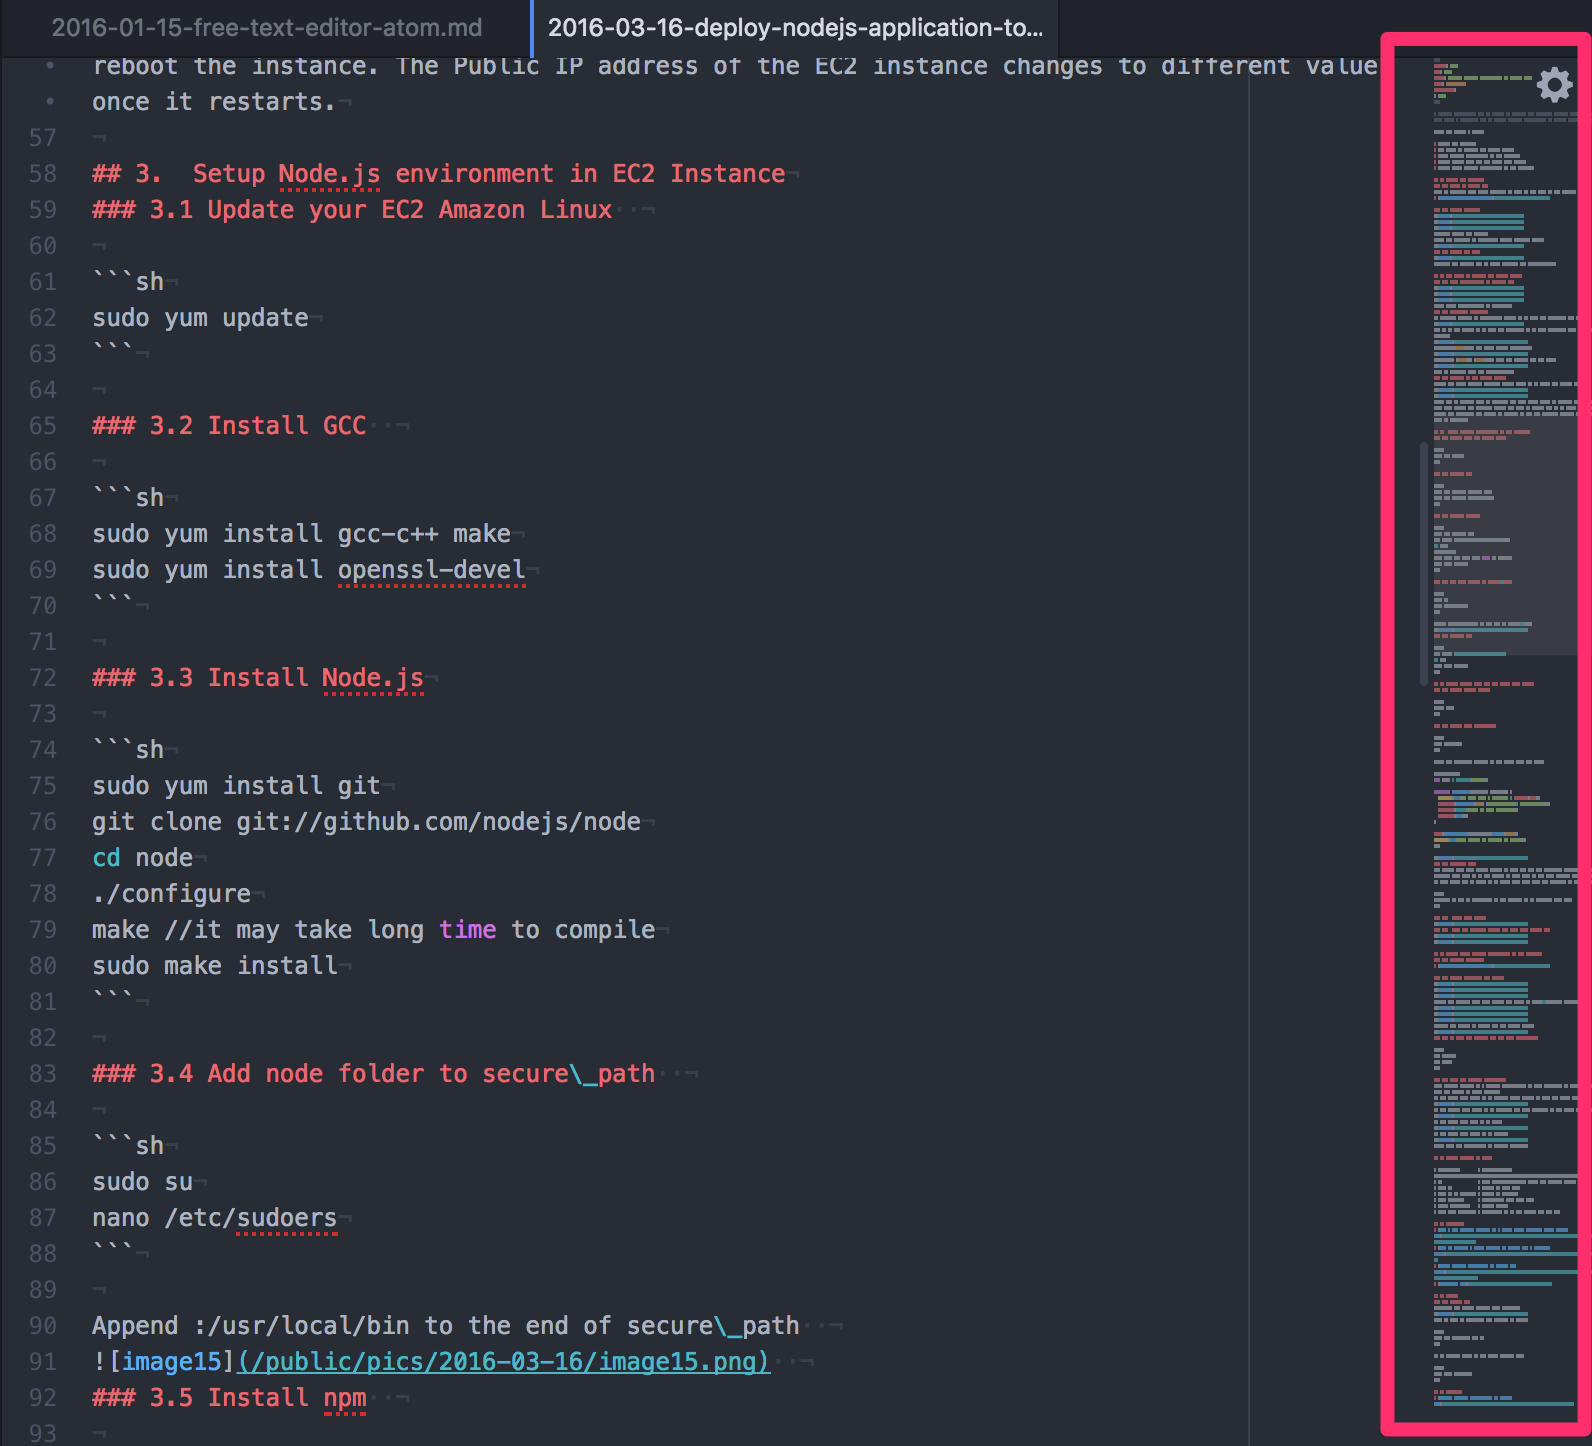 2016-01-15-free-text-editor-atom.md
2016-03-16-deploy-nodejs-application-to...
• reboot the instance. The Public IP address of the EC2 instance changes to different value
• once it restarts.¬
57 ¬
58 ## 3.  Setup Node.js environment in EC2 Instance¬
59 ### 3.1 Update your EC2 Amazon Linux··¬
60 ¬
61 ```sh¬
62 sudo yum update¬
63 ```¬
64 ¬
65 ### 3.2 Install GCC··¬
66 ¬
67 ```sh¬
68 sudo yum install gcc-c++ make¬
69 sudo yum install openssl-devel¬
70 ```¬
71 ¬
72 ### 3.3 Install Node.js¬
73 ¬
74 ```sh¬
75 sudo yum install git¬
76 git clone git://github.com/nodejs/node¬
77 cd node¬
78 ./configure¬
79 make //it may take long time to compile¬
80 sudo make install¬
81 ```¬
82 ¬
83 ### 3.4 Add node folder to secure\_path··¬
84 ¬
85 ```sh¬
86 sudo su¬
87 nano /etc/sudoers¬
88 ```¬
89 ¬
90 Append :/usr/local/bin to the end of secure\_path··¬
91 ![image15](/public/pics/2016-03-16/image15.png)··¬
92 ### 3.5 Install npm··¬
93 ¬